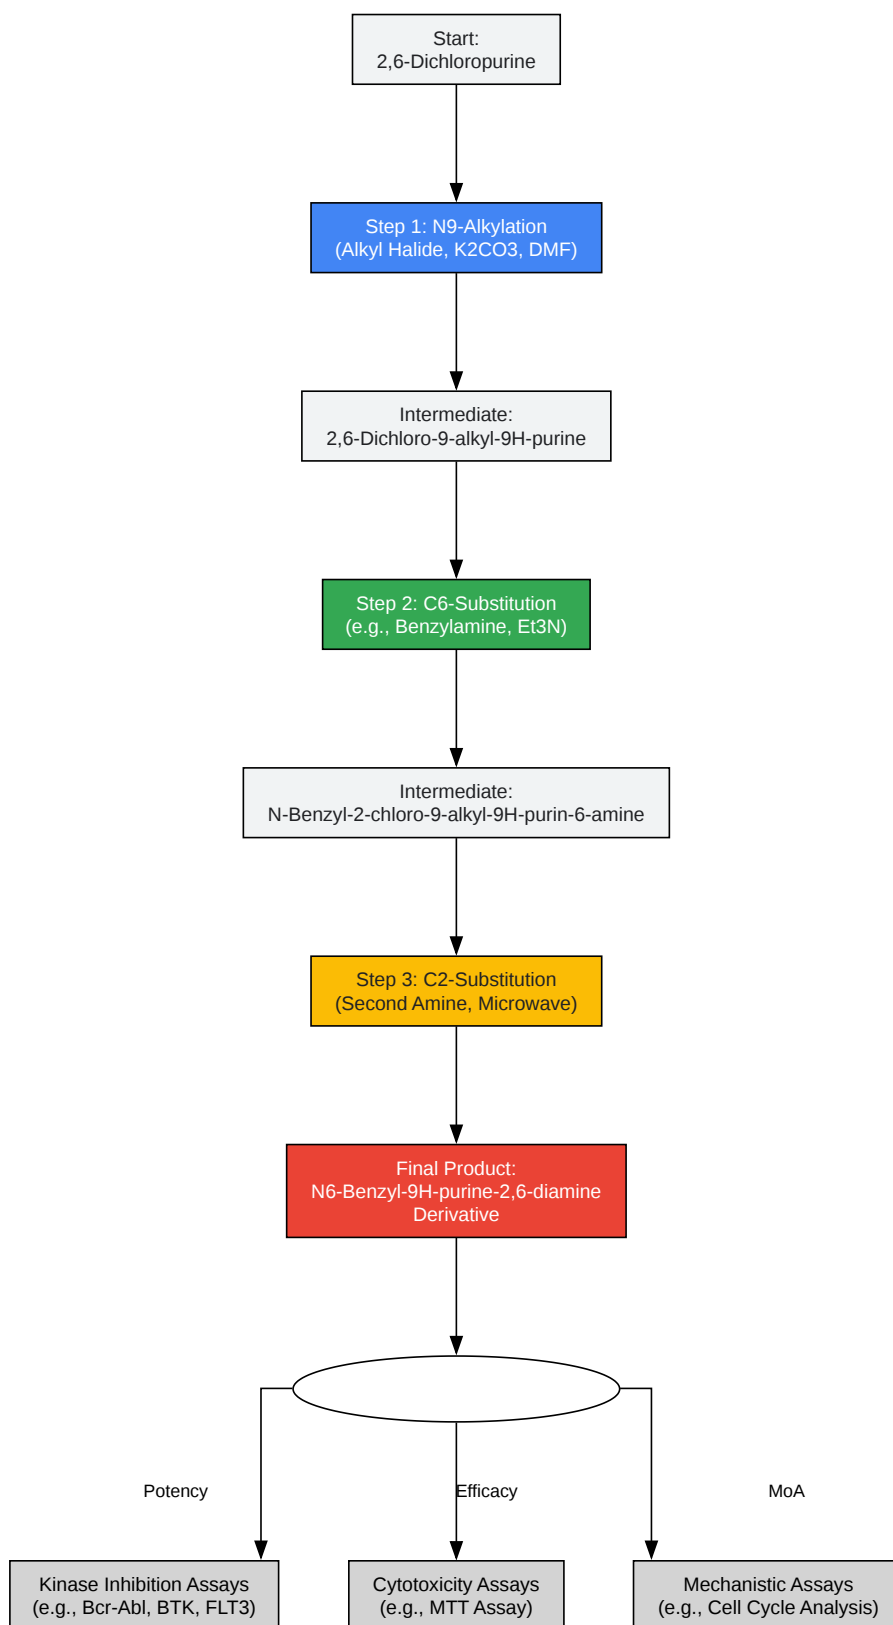 Start:
2,6-Dichloropurine
Step 1: N9-Alkylation
(Alkyl Halide, K2CO3, DMF)
Intermediate:
2,6-Dichloro-9-alkyl-9H-purine
Step 2: C6-Substitution
(e.g., Benzylamine, Et3N)
Intermediate:
N-Benzyl-2-chloro-9-alkyl-9H-purin-6-amine
Step 3: C2-Substitution
(Second Amine, Microwave)
Final Product:
N6-Benzyl-9H-purine-2,6-diamine
Derivative
Potency
Efficacy
MoA
Kinase Inhibition Assays
(e.g., Bcr-Abl, BTK, FLT3)
Cytotoxicity Assays
(e.g., MTT Assay)
Mechanistic Assays
(e.g., Cell Cycle Analysis)